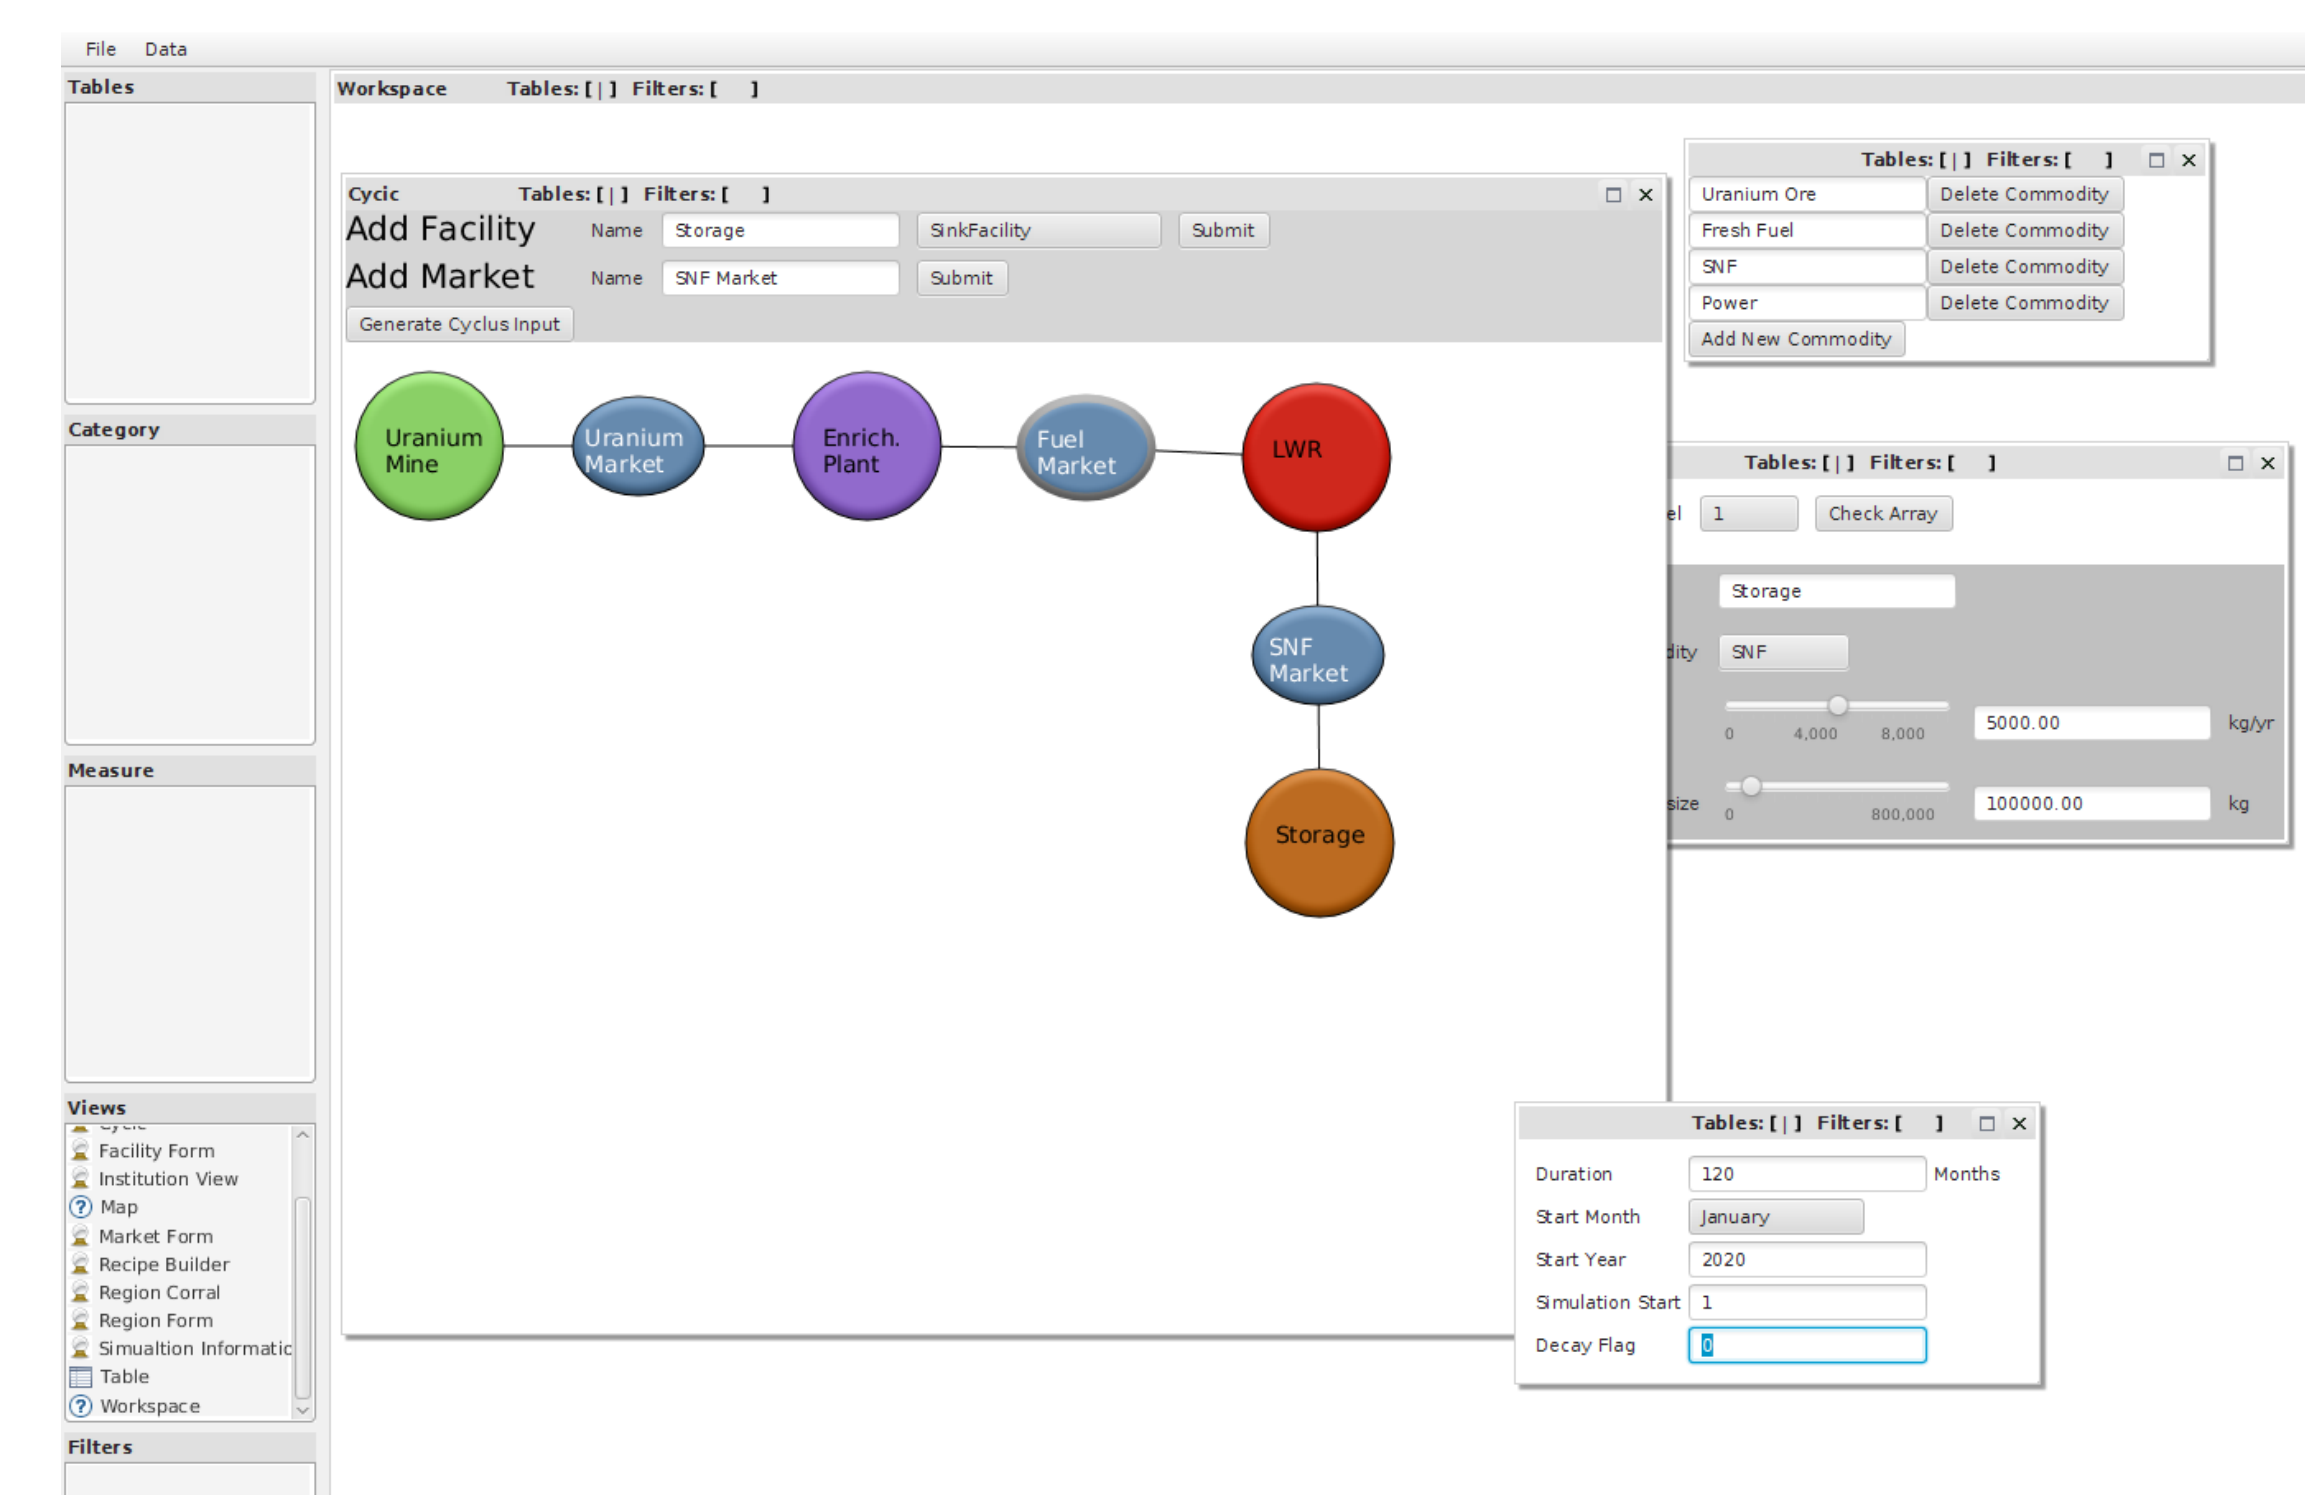 File Data
Tables
Workspace Tables: [ | ] Filters: [ ]
Tables: [ | ] Filters: [ ]
Uranium Ore Delete Commodity
Fresh Fuel Delete Commodity
SNF Delete Commodity
Power Delete Commodity
Add New Commodity
Cycic Tables: [ | ] Filters: [ ]
Add Facility Name Storage SinkFacility Submit
Add Market Name SNF Market Submit
Generate Cyclus Input
Uranium
Mine
Uranium
Market
Enrich.
Plant
Fuel
Market
LWR
SNF
Market
Storage
Category
Tables: [ | ] Filters: [ ]
el 1 Check Array
Storage
dity SNF
0 4,000 8,000 5000.00 kg/yr
size 0 800,000 100000.00 kg
Measure
Views
Facility Form
Institution View
Map
Market Form
Recipe Builder
Region Corral
Region Form
Simualtion Informatic
Table
Workspace
Filters
Tables: [ | ] Filters: [ ]
Duration 120 Months
Start Month January
Start Year 2020
Simulation Start 1
Decay Flag 0